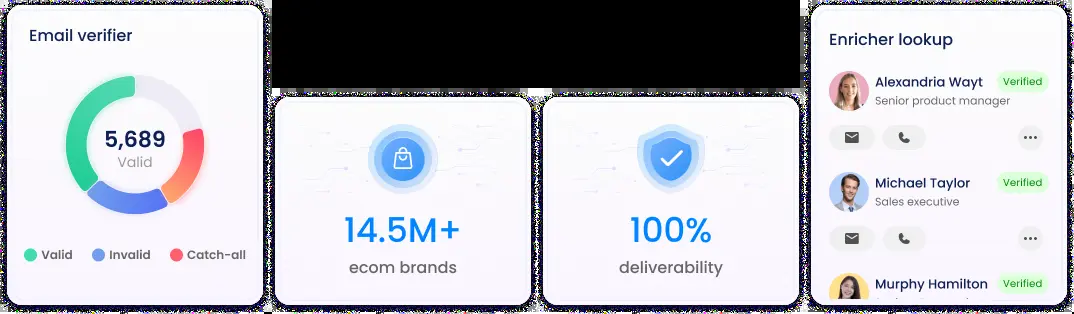 Email verifier
5,689
Valid
Valid
Invalid
Catch-all
14.5M+
ecom brands
100%
deliverability
Enricher lookup
Alexandria Wayt
Verified
Senior product manager
Michael Taylor
Verified
Sales executive
Murphy Hamilton
Verified